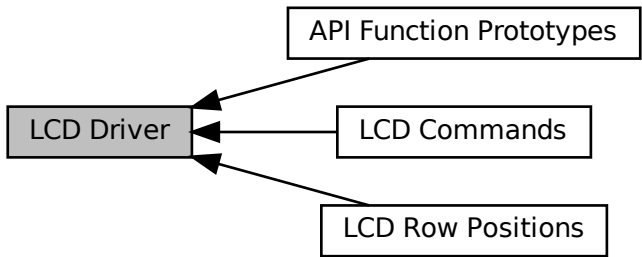 API Function Prototypes
LCD Driver
LCD Commands
LCD Row Positions